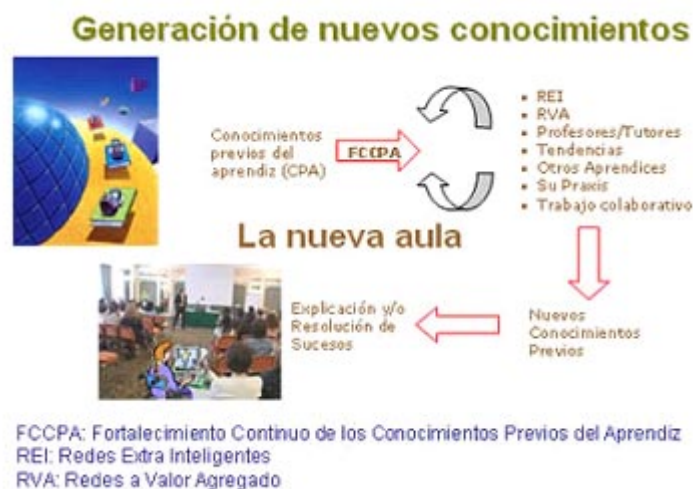 Generación de nuevos conocimientos
Conocimientos
previos del
aprendiz (CPA)
FCCPA
▪ REI
▪ RVA
▪ Profesores/Tutores
▪ Tendencias
▪ Otros Aprendices
▪ Su Praxis
▪ Trabajo colaborativo
La nueva aula
Explicación y/o
Resolución de
Sucesos
Nuevos
Conocimientos
Previos
FCCPA: Fortalecimiento Continuo de los Conocimientos Previos del Aprendiz
REI: Redes Extra Inteligentes
RVA: Redes a Valor Agregado